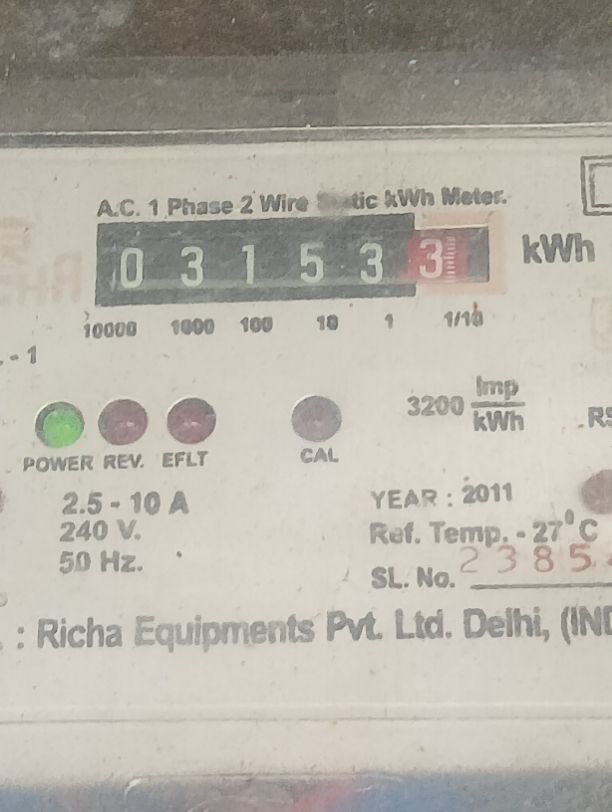 A.C. 1 Phase 2 Wire Static kWh Meter.
0 3 1 5 3 3 kWh
10000 1000 100 10 1 1/10
. - 1
3200 Imp/kWh
POWER REV. EFLT CAL
2.5 - 10 A
240 V.
50 Hz.
YEAR : 2011
Ref. Temp. - 27°C
SL. No. 2385
: Richa Equipments Pvt. Ltd. Delhi,